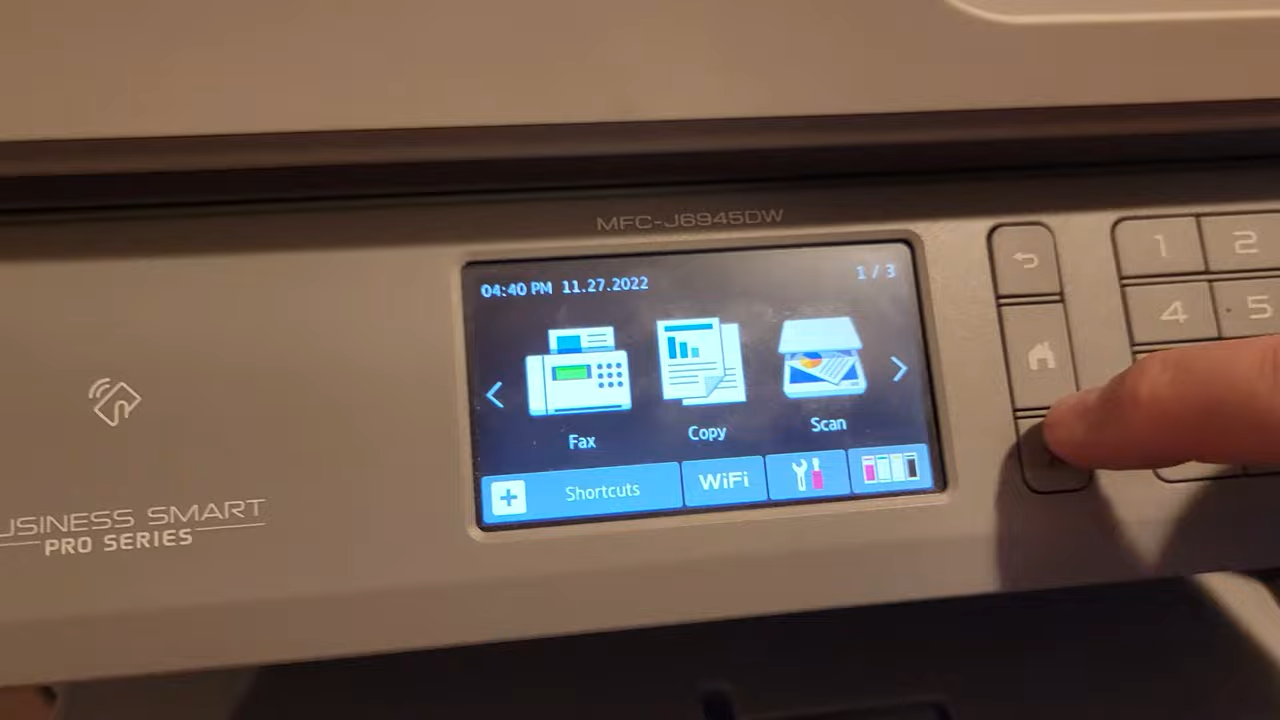 MFC-J6945DW
04:40 PM 11.27.2022
1 / 3
Fax
Copy
Scan
Shortcuts
WiFi
1
2
4
5
USINESS SMART
PRO SERIES